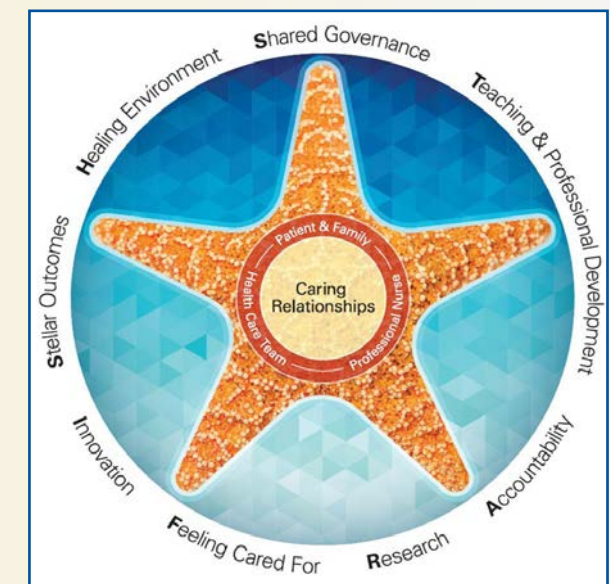 Shared Governance
Teaching & Professional Development
Accountability
Research
Feeling Cared For
Innovation
Stellar Outcomes
Healing Environment
Patient & Family
Professional Nurse
Health Care Team
Caring
Relationships